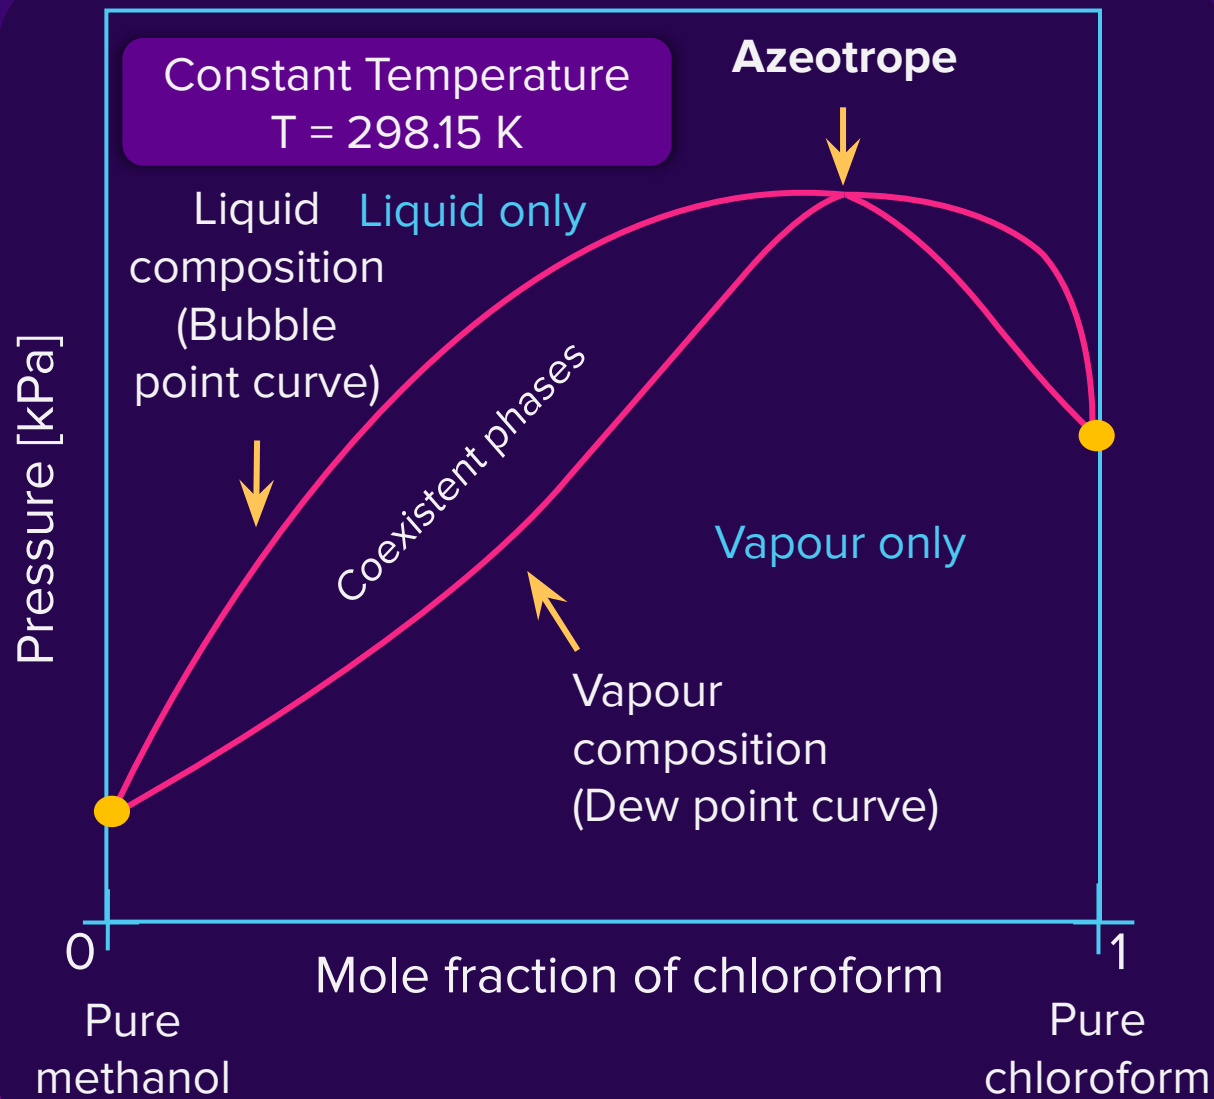 Constant Temperature
T = 298.15 K
Azeotrope
Liquid
composition
(Bubble
point curve)
Liquid only
Coexistent phases
Vapour only
Vapour
composition
(Dew point curve)
Pressure [kPa]
0
Mole fraction of chloroform
1
Pure
methanol
Pure
chloroform